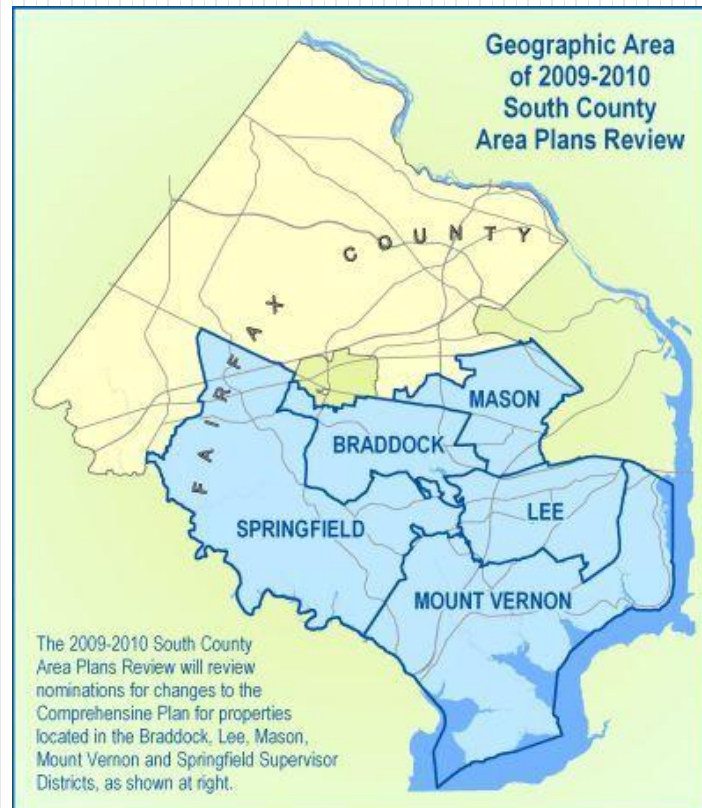 Geographic Area
of 2009-2010
South County
Area Plans Review
FAIRFAX COUNTY
MASON
BRADDOCK
LEE
SPRINGFIELD
MOUNT VERNON
The 2009-2010 South County
Area Plans Review will review
nominations for changes to the
Comprehensine Plan for properties
located in the Braddock, Lee, Mason,
Mount Vernon and Springfield Supervisor
Districts, as shown at right.